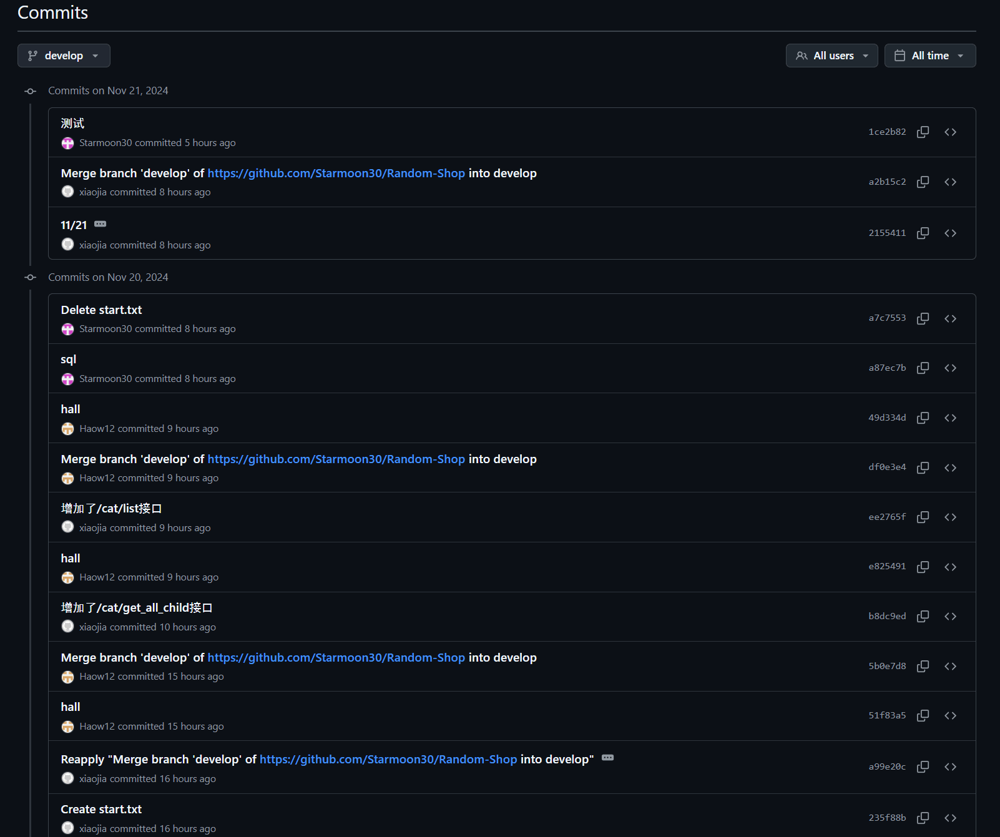 Commits
develop
All users
All time
Commits on Nov 21, 2024
测试
1ce2b82
Starmoon30 committed 5 hours ago
Merge branch 'develop' of https://github.com/Starmoon30/Random-Shop into develop
a2b15c2
xiaojia committed 8 hours ago
11/21
2155411
xiaojia committed 8 hours ago
Commits on Nov 20, 2024
Delete start.txt
a7c7553
Starmoon30 committed 8 hours ago
sql
a87ec7b
Starmoon30 committed 8 hours ago
hall
49d334d
Haow12 committed 9 hours ago
Merge branch 'develop' of https://github.com/Starmoon30/Random-Shop into develop
df0e3e4
Haow12 committed 9 hours ago
增加了/cat/list接口
ee2765f
xiaojia committed 9 hours ago
hall
e825491
Haow12 committed 9 hours ago
增加了/cat/get_all_child接口
b8dc9ed
xiaojia committed 10 hours ago
Merge branch 'develop' of https://github.com/Starmoon30/Random-Shop into develop
5b0e7d8
Haow12 committed 15 hours ago
hall
51f83a5
Haow12 committed 15 hours ago
Reapply "Merge branch 'develop' of https://github.com/Starmoon30/Random-Shop into develop"
a99e20c
xiaojia committed 16 hours ago
Create start.txt
235f88b
xiaojia committed 16 hours ago